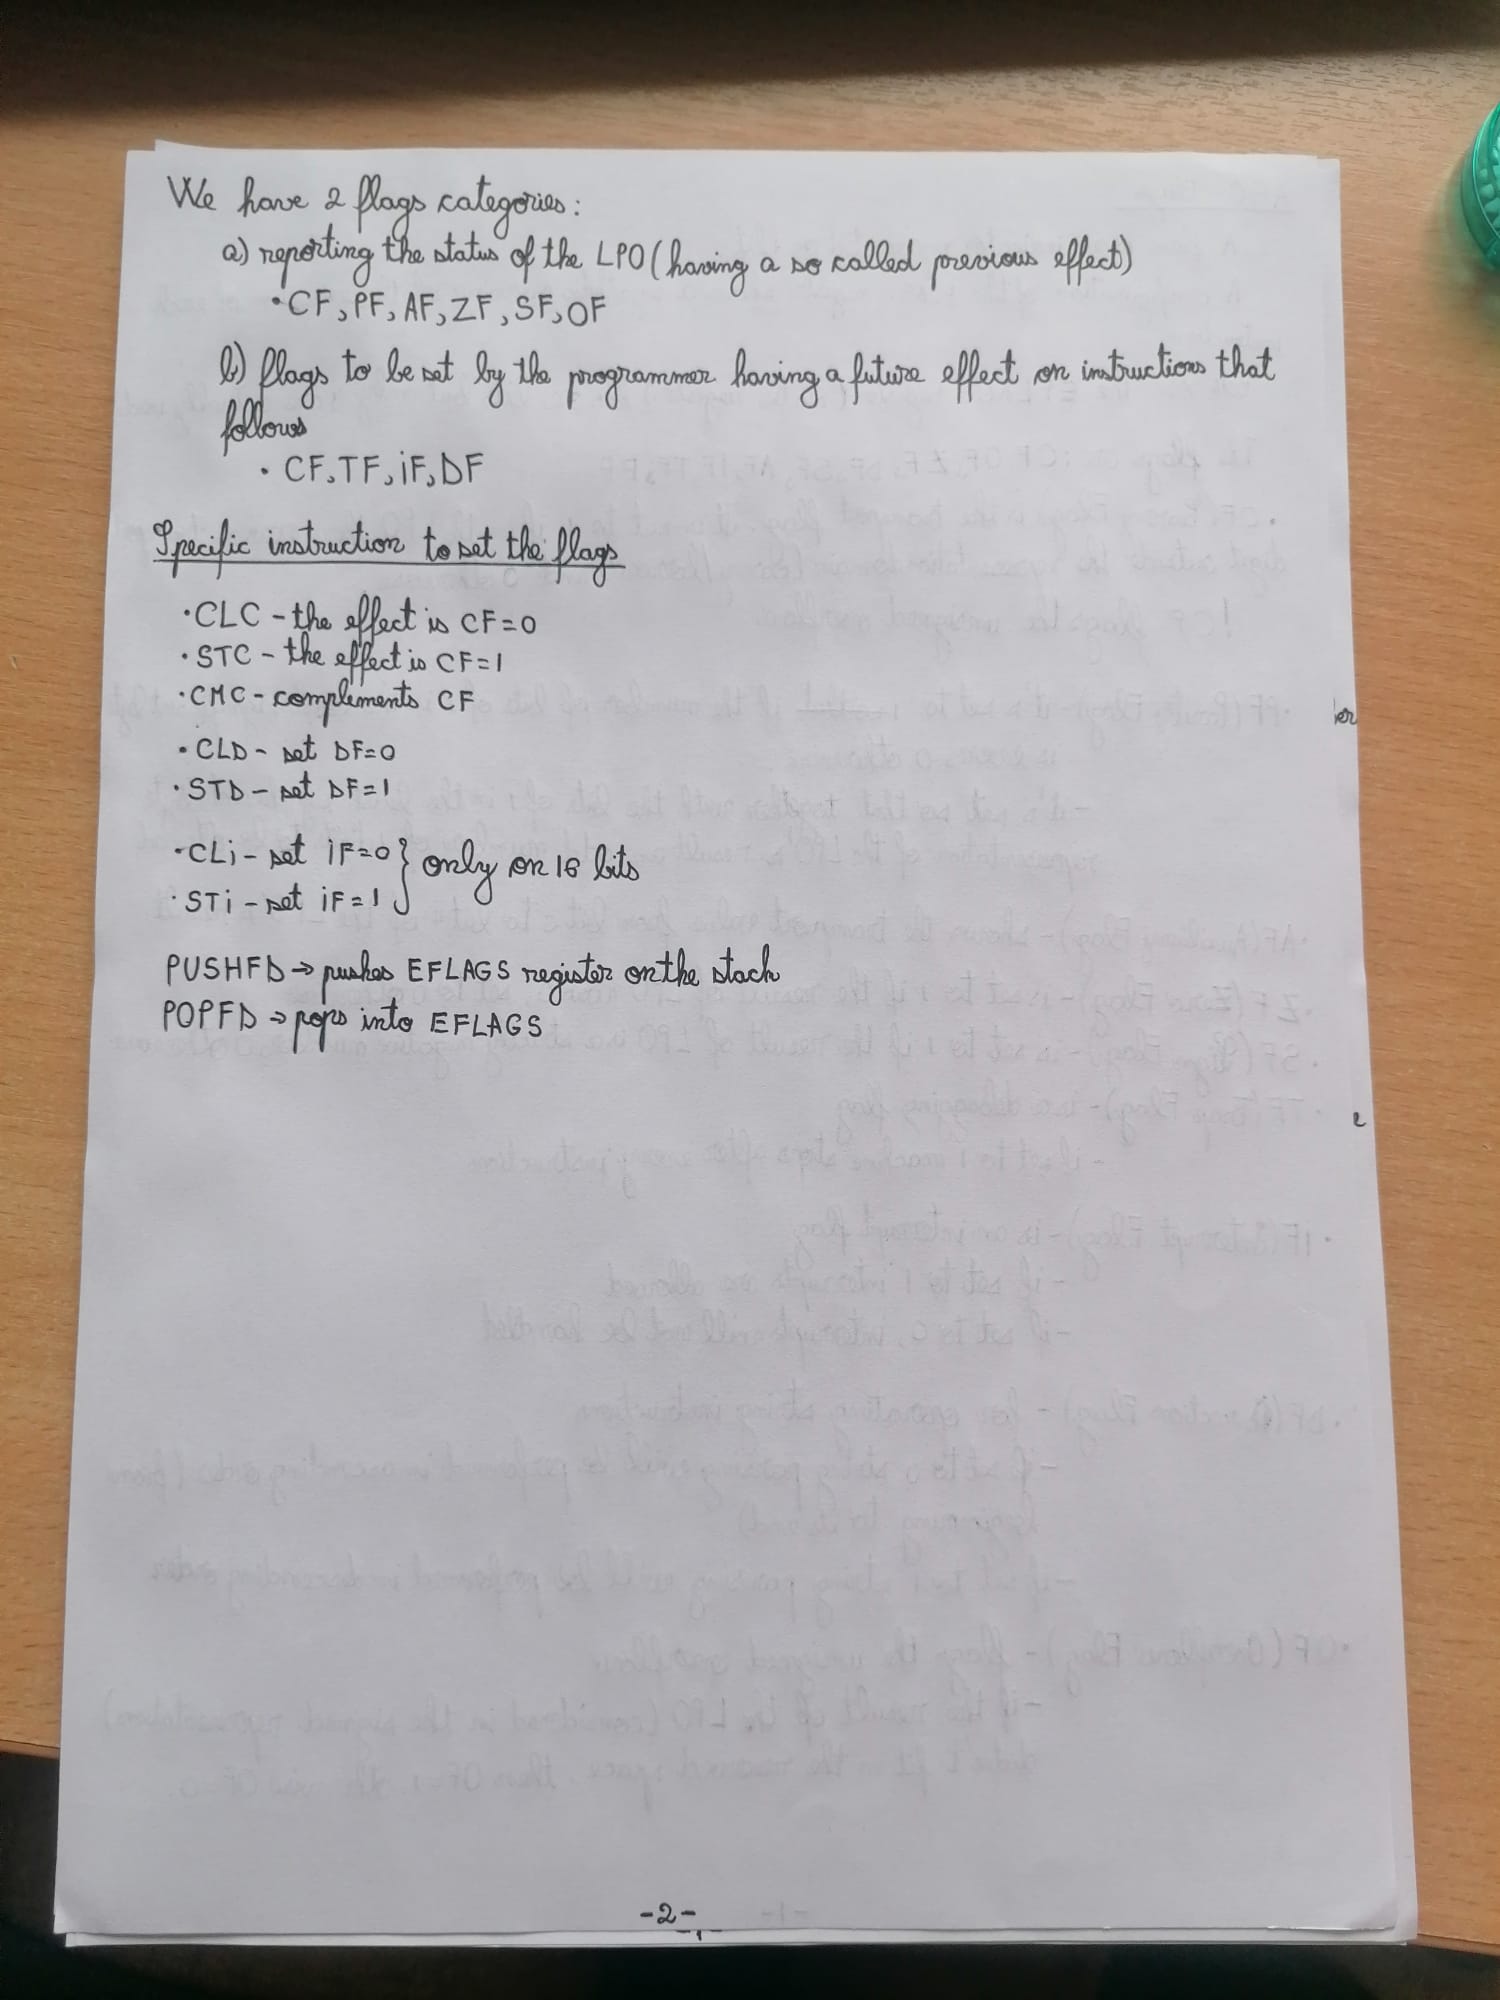 We have 2 flags categories:
a) reporting the status of the LPO (having a so called previous effect)
• CF, PF, AF, ZF, SF, OF
b) flags to be set by the programmer having a future effect on instructions that
follows
• CF, TF, iF, DF
Specific instruction to set the flags
• CLC - the effect is CF=0
• STC - the effect is CF=1
• CMC - complements CF
• CLD - set DF=0
• STD - set DF=1
• CLi - set iF=0 } only on 16 bits
• STi - set iF=1
PUSHFD → pushes EFLAGS register on the stack
POPFD → pops into EFLAGS
-2-